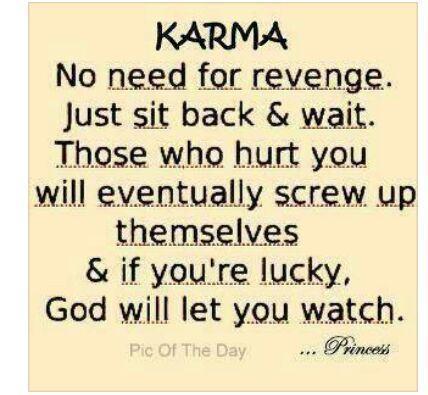 KARMA
No need for revenge.
Just sit back & wait.
Those who hurt you
will eventually screw up
themselves
& if you're lucky,
God will let you watch.
Pic Of The Day ... Princess